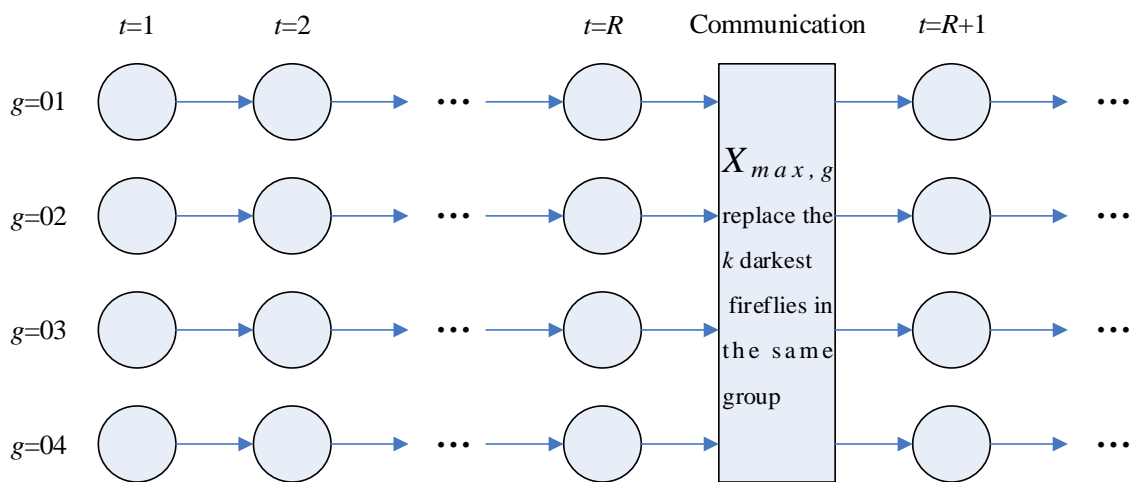 t=1 t=2 t=R Communication t=R+1
g=01 ... ...
X max, g
g=02 ... replace the ...
k darkest
fireflies in
g=03 ... the same ...
group
g=04 ... ...